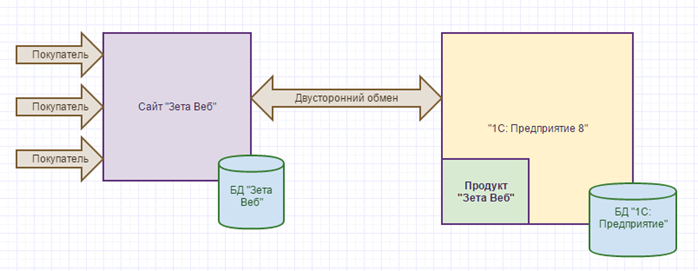 Покупатель
Покупатель
Покупатель
Сайт "Зета Веб"
БД "Зета
Веб"
Двусторонний обмен
"1С: Предприятие 8"
Продукт
"Зета Веб"
БД "1С:
Предприятие"